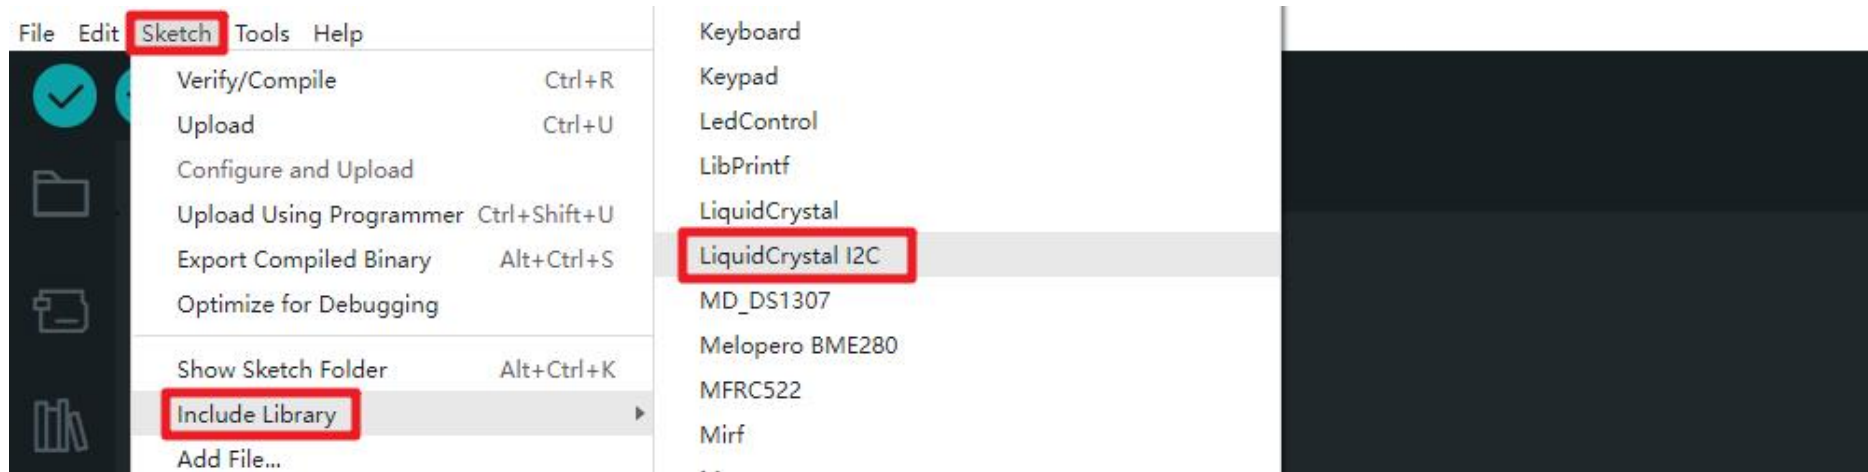 File Edit Sketch Tools Help
Verify/Compile Ctrl+R
Upload Ctrl+U
Configure and Upload
Upload Using Programmer Ctrl+Shift+U
Export Compiled Binary Alt+Ctrl+S
Optimize for Debugging
Show Sketch Folder Alt+Ctrl+K
Include Library
Add File...
Keyboard
Keypad
LedControl
LibPrintf
LiquidCrystal
LiquidCrystal I2C
MD_DS1307
Melopero BME280
MFRC522
Mirf